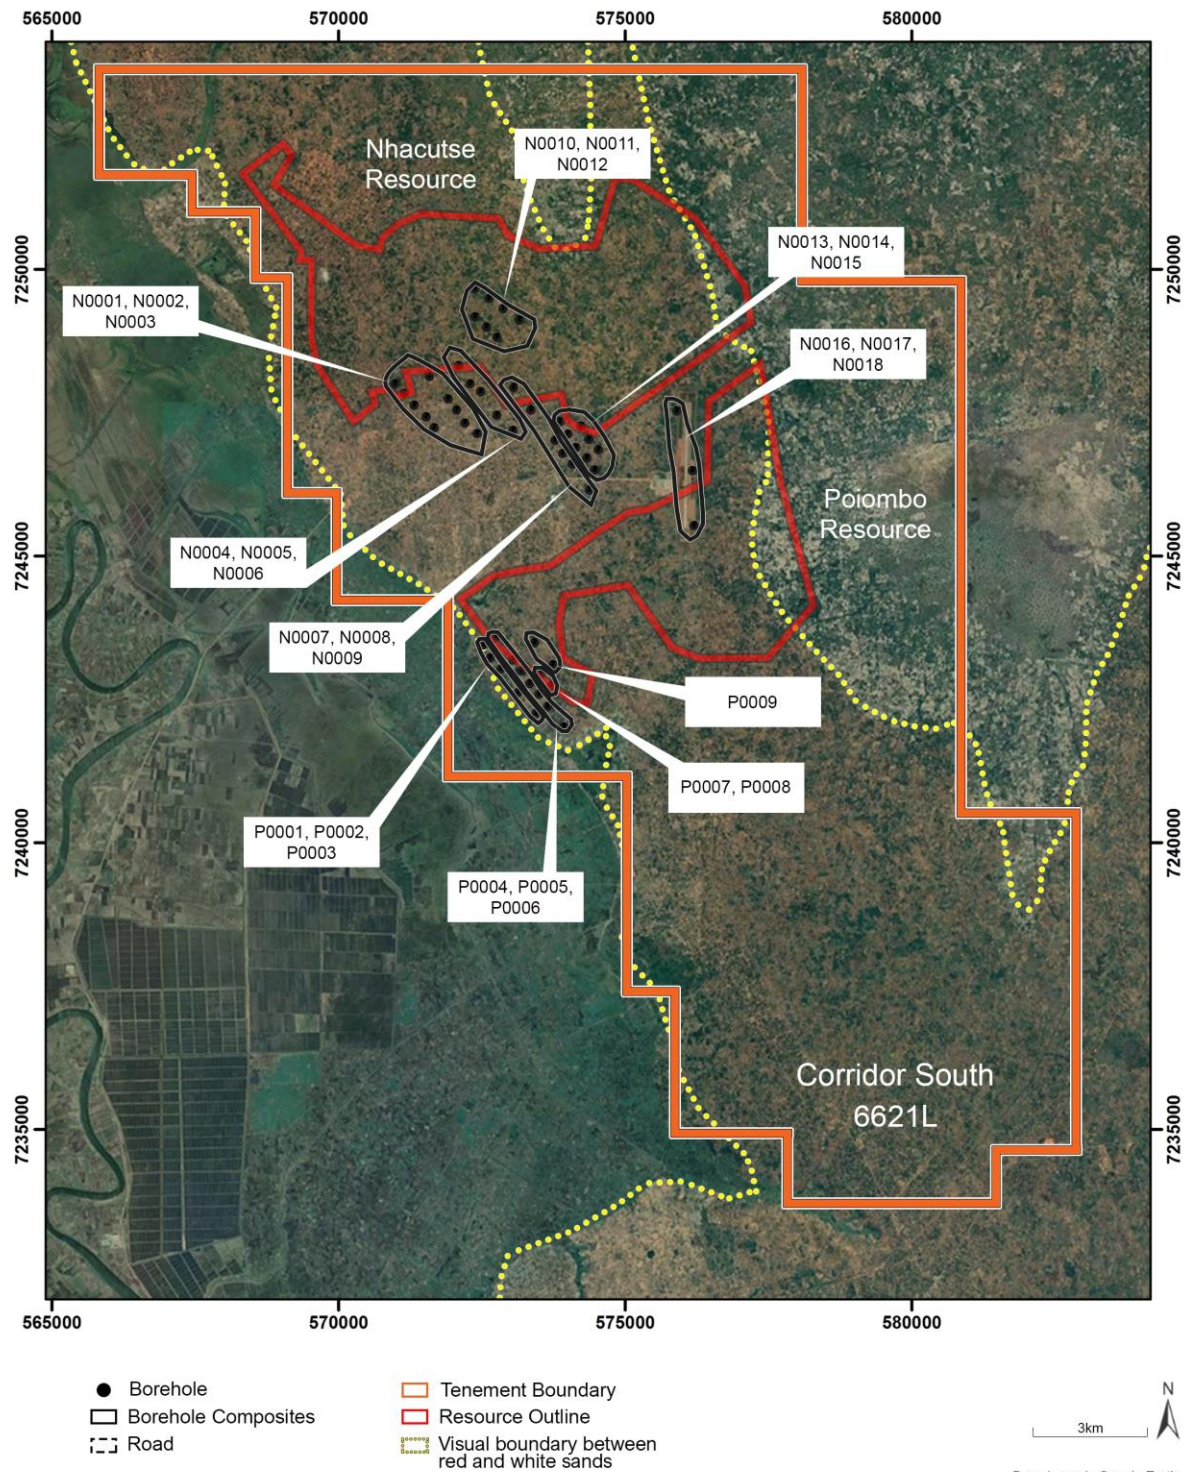 565000
570000
575000
580000
Nhacutse
Resource
N0010, N0011,
N0012
N0013, N0014,
N0015
7250000
7250000
N0001, N0002,
N0003
N0016, N0017,
N0018
Poiombo
Resource
N0004, N0005,
N0006
7245000
7245000
N0007, N0008,
N0009
P0009
P0007, P0008
P0001, P0002,
P0003
P0004, P0005,
P0006
7240000
7240000
Corridor South
6621L
7235000
7235000
565000
570000
575000
580000
Borehole
Borehole Composites
Road
Tenement Boundary
Resource Outline
Visual boundary between
red and white sands
N
3km